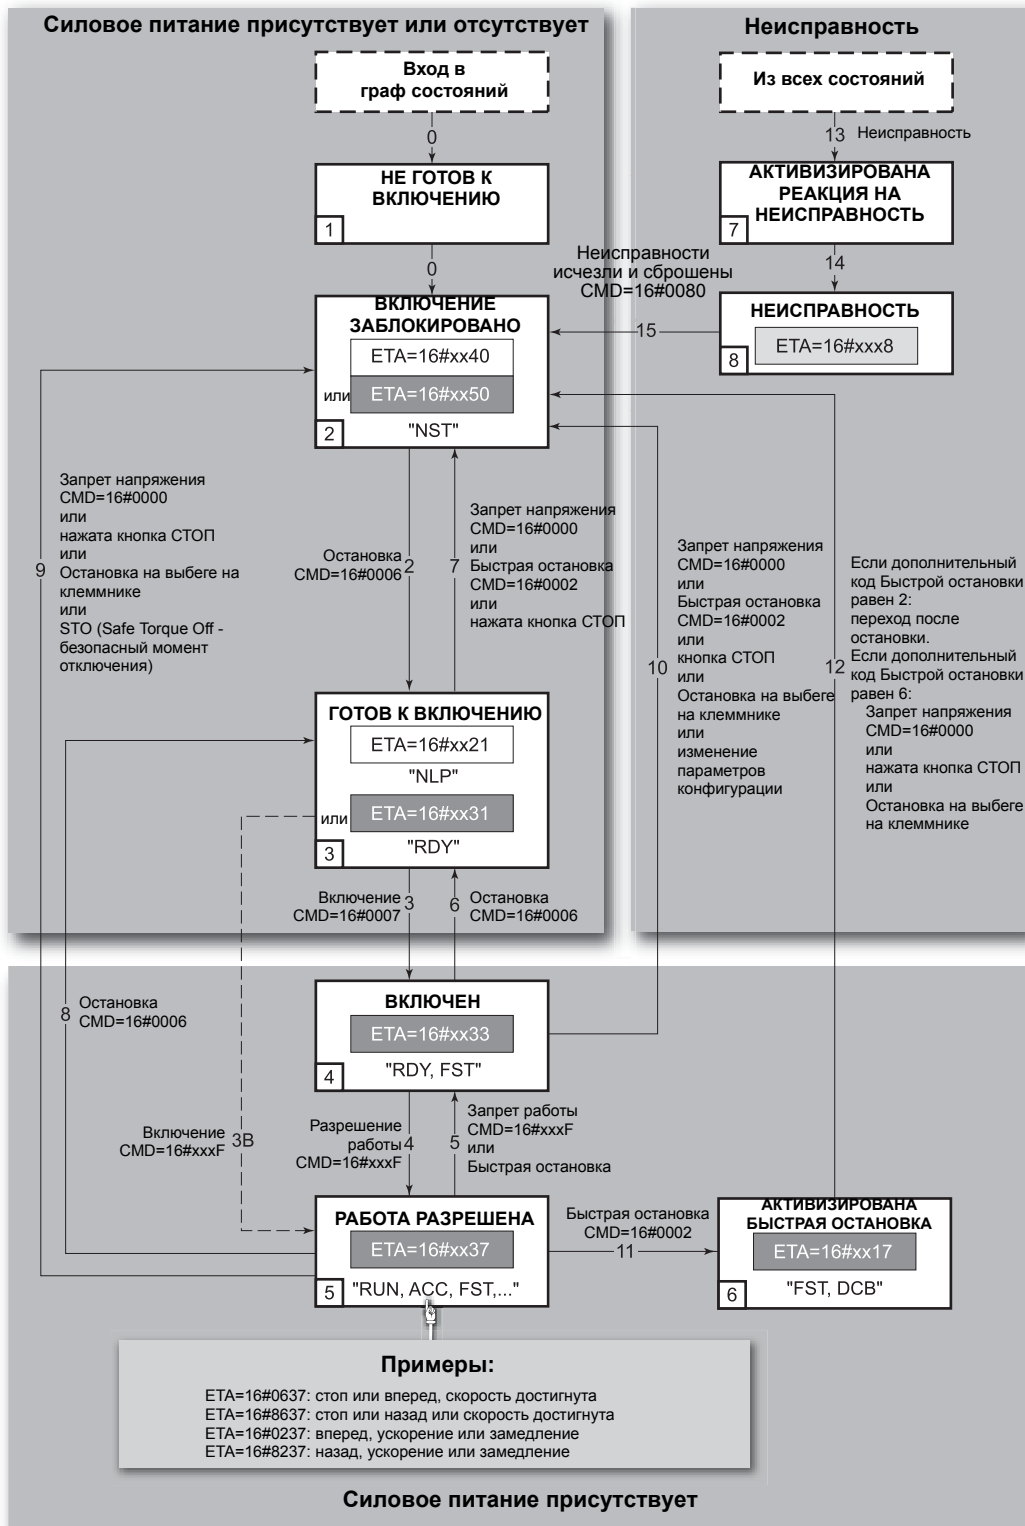 Силовое питание присутствует или отсутствует
Вход в
граф состояний
0
НЕ ГОТОВ К
ВКЛЮЧЕНИЮ
1
0
ВКЛЮЧЕНИЕ
ЗАБЛОКИРОВАНО
ETA=16#xx40
или
ETA=16#xx50
"NST"
2
Неисправность
Из всех состояний
13
Неисправность
АКТИВИЗИРОВАНА
РЕАКЦИЯ НА
НЕИСПРАВНОСТЬ
7
14
Неисправности
исчезли и сброшены
CMD=16#0080
15
НЕИСПРАВНОСТЬ
ETA=16#xxx8
8
9
Запрет напряжения
CMD=16#0000
или
нажата кнопка СТОП
или
Остановка на выбеге на
клеммнике
или
STO (Safe Torque Off -
безопасный момент
отключения)
Остановка
CMD=16#0006
2
7
Запрет напряжения
CMD=16#0000
или
Быстрая остановка
CMD=16#0002
или
нажата кнопка СТОП
10
Запрет напряжения
CMD=16#0000
или
Быстрая остановка
CMD=16#0002
или
кнопка СТОП
или
Остановка на выбеге
на клеммнике
или
изменение
параметров
конфигурации
12
Если дополнительный
код Быстрой остановки
равен 2:
переход после
остановки.
Если дополнительный
код Быстрой остановки
равен 6:
Запрет напряжения
CMD=16#0000
или
нажата кнопка СТОП
или
Остановка на выбеге
на клеммнике
ГОТОВ К ВКЛЮЧЕНИЮ
ETA=16#xx21
"NLP"
или
ETA=16#xx31
"RDY"
3
Включение
CMD=16#0007
3
6
Остановка
CMD=16#0006
8
Остановка
CMD=16#0006
ВКЛЮЧЕН
ETA=16#xx33
"RDY, FST"
4
Включение
CMD=16#xxxF
3B
Разрешение
работы
CMD=16#xxxF
4
5
Запрет работы
CMD=16#xxxF
или
Быстрая остановка
РАБОТА РАЗРЕШЕНА
ETA=16#xx37
"RUN, ACC, FST,..."
5
Быстрая остановка
CMD=16#0002
11
АКТИВИЗИРОВАНА
БЫСТРАЯ ОСТАНОВКА
ETA=16#xx17
"FST, DCB"
6
Примеры:
ETA=16#0637: стоп или вперед, скорость достигнута
ETA=16#8637: стоп или назад или скорость достигнута
ETA=16#0237: вперед, ускорение или замедление
ETA=16#8237: назад, ускорение или замедление
Силовое питание присутствует